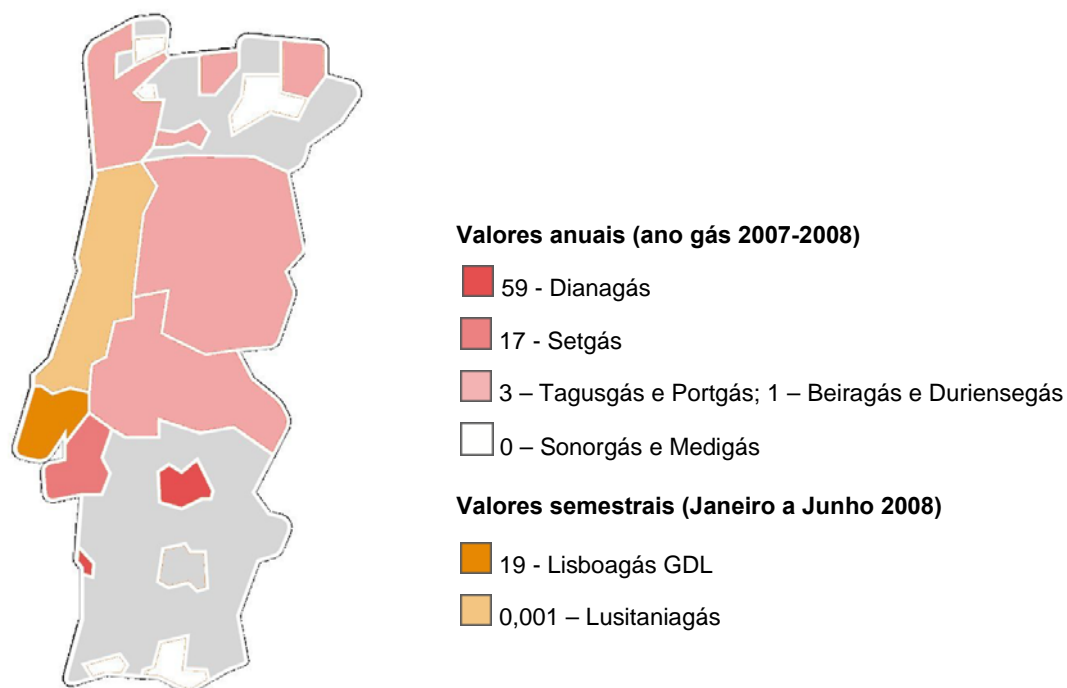 Valores anuais (ano gás 2007-2008)
59 - Dianagás
17 - Setgás
3 – Tagusgás e Portgás; 1 – Beiragás e Duriensegás
0 – Sonorgás e Medigás
Valores semestrais (Janeiro a Junho 2008)
19 - Lisboagás GDL
0,001 – Lusitaniagás